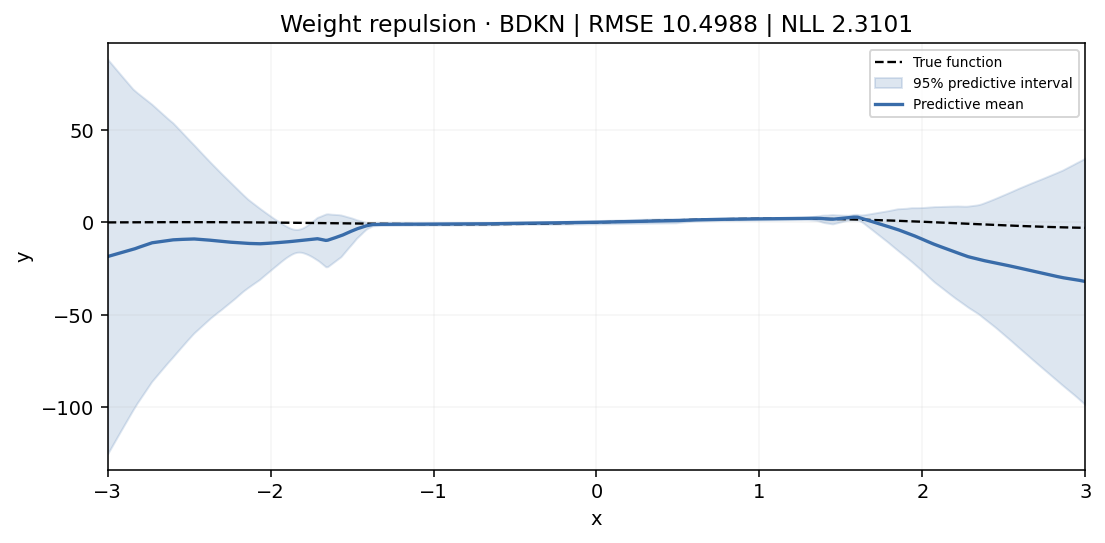 Weight repulsion · BDKN | RMSE 10.4988 | NLL 2.3101
True function
95% predictive interval
Predictive mean
50
0
−50
−100
y
−3
−2
−1
0
1
2
3
x